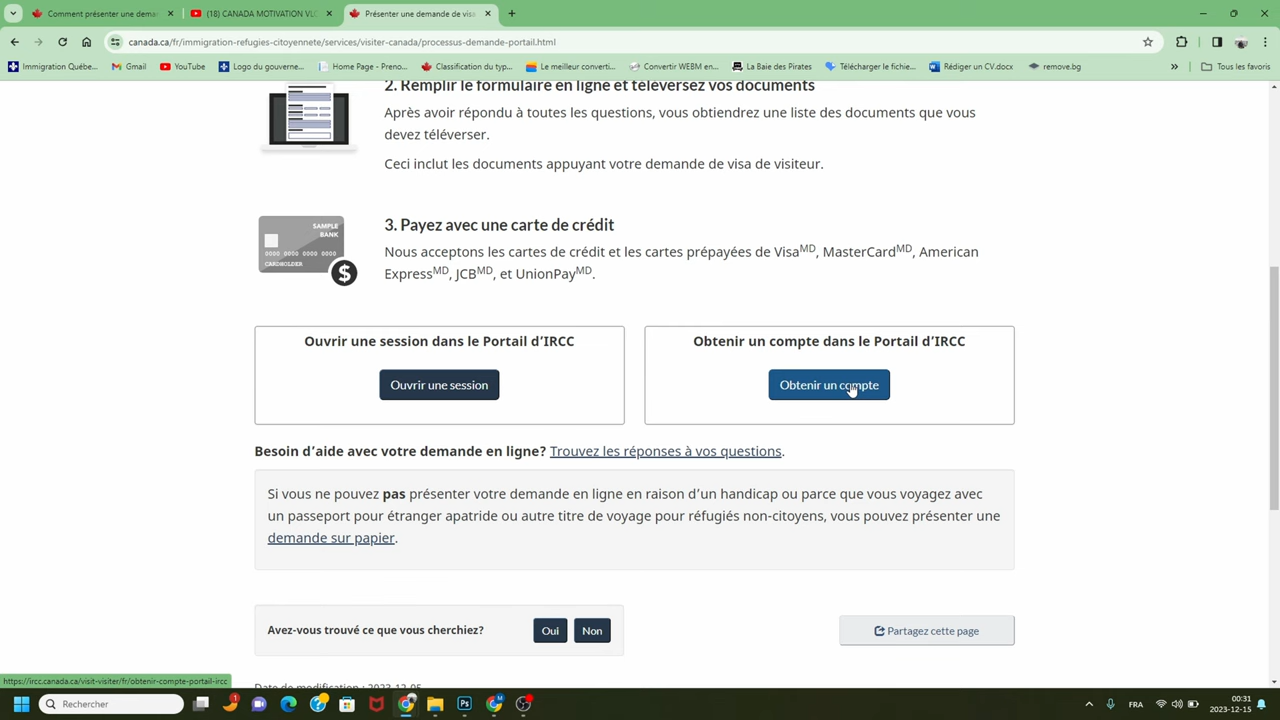 Comment présenter une dema
(18) CANADA MOTIVATION VLO
Présenter une demande de visa
canada.ca/fr/immigration-refugies-citoyennete/services/visiter-canada/processus-demande-portail.html
Immigration Québe...
Gmail
YouTube
Logo du gouverne...
Home Page - Preno...
Classification du typ...
Le meilleur converti...
Convertir WEBM en...
La Baie des Pirates
Télécharger le fichie...
Rédiger un CV.docx
remove.bg
Tous les favoris
2. Remplir le formulaire en ligne et téléversez vos documents
Après avoir répondu à toutes les questions, vous obtiendrez une liste des documents que vous
devez téléverser.
Ceci inclut les documents appuyant votre demande de visa de visiteur.
SAMPLE
BANK
0000 0000 0000 0000
CARDHOLDER
$
3. Payez avec une carte de crédit
Nous acceptons les cartes de crédit et les cartes prépayées de VisaMD, MasterCardMD, American
ExpressMD, JCBMD, et UnionPayMD.
Ouvrir une session dans le Portail d’IRCC
Ouvrir une session
Obtenir un compte dans le Portail d’IRCC
Obtenir un compte
Besoin d’aide avec votre demande en ligne? Trouvez les réponses à vos questions.
Si vous ne pouvez pas présenter votre demande en ligne en raison d’un handicap ou parce que vous voyagez avec
un passeport pour étranger apatride ou autre titre de voyage pour réfugiés non-citoyens, vous pouvez présenter une
demande sur papier.
Avez-vous trouvé ce que vous cherchiez?
Oui
Non
Partagez cette page
https://ircc.canada.ca/visit-visiter/fr/obtenir-compte-portail-ircc
Date de modification : 2023-12-05
Rechercher
FRA
00:31
2023-12-15